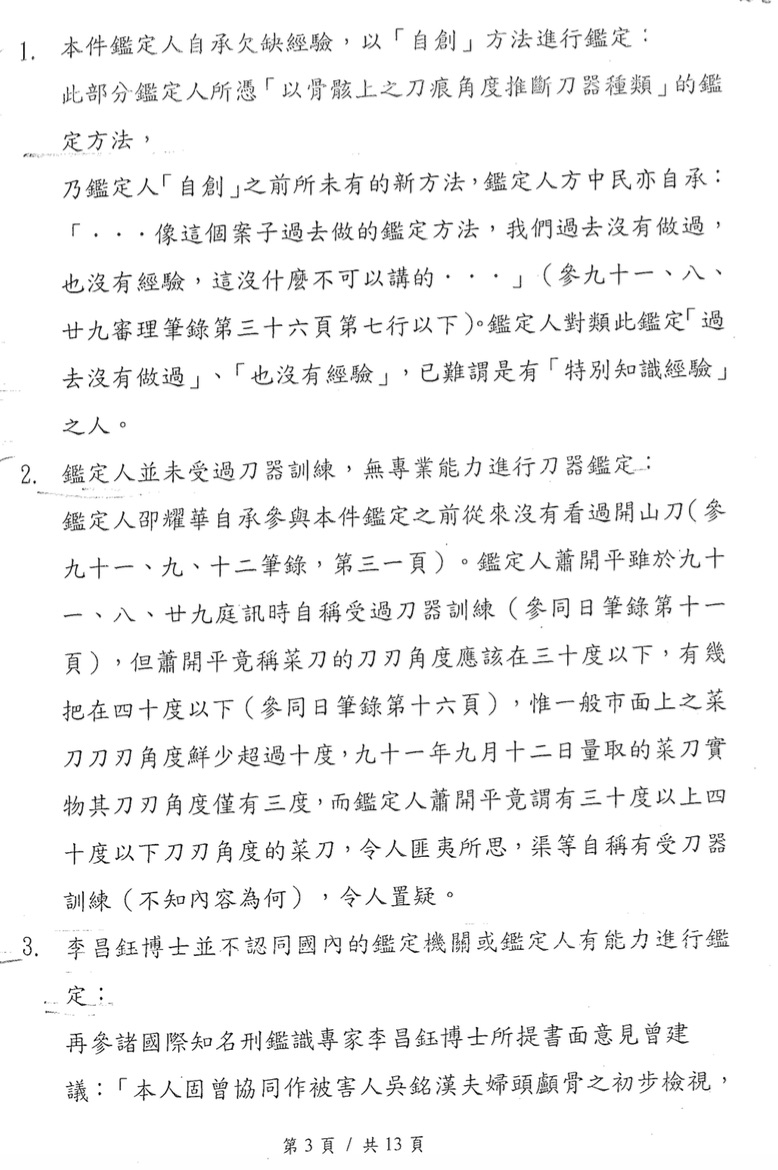 1. 本件鑑定人自承欠缺經驗，以「自創」方法進行鑑定：
此部分鑑定人所憑「以骨骸上之刀痕角度推斷刀器種類」的鑑
定方法，
乃鑑定人「自創」之前所未有的新方法，鑑定人方中民亦自承：
「．．．像這個案子過去做的鑑定方法，我們過去沒有做過，
也沒有經驗，這沒什麼不可以講的．．．」（參九十一、八、
廿九審理筆錄第三十六頁第七行以下）。鑑定人對類此鑑定「過
去沒有做過」、「也沒有經驗」，已難謂是有「特別知識經驗」
之人。
2. 鑑定人並未受過刀器訓練，無專業能力進行刀器鑑定：
鑑定人邵耀華自承參與本件鑑定之前從來沒有看過開山刀（參
九十一、九、十二筆錄，第三一頁）。鑑定人蕭開平雖於九十
一、八、廿九庭訊時自稱受過刀器訓練（參同日筆錄第十一
頁），但蕭開平竟稱菜刀的刀刃角度應該在三十度以下，有幾
把在四十度以下（參同日筆錄第十六頁），惟一般市面上之菜
刀刀刃角度鮮少超過十度，九十一年九月十二日量取的菜刀實
物其刀刃角度僅有三度，而鑑定人蕭開平竟謂有三十度以上四
十度以下刀刃角度的菜刀，令人匪夷所思，渠等自稱有受刀器
訓練（不知內容為何），令人置疑。
3. 李昌鈺博士並不認同國內的鑑定機關或鑑定人有能力進行鑑
定：
再參諸國際知名刑鑑識專家李昌鈺博士所提書面意見曾建
議：「本人固曾協同作被害人吳銘漢夫婦頭顱骨之初步檢視，
第 3 頁 / 共 13 頁